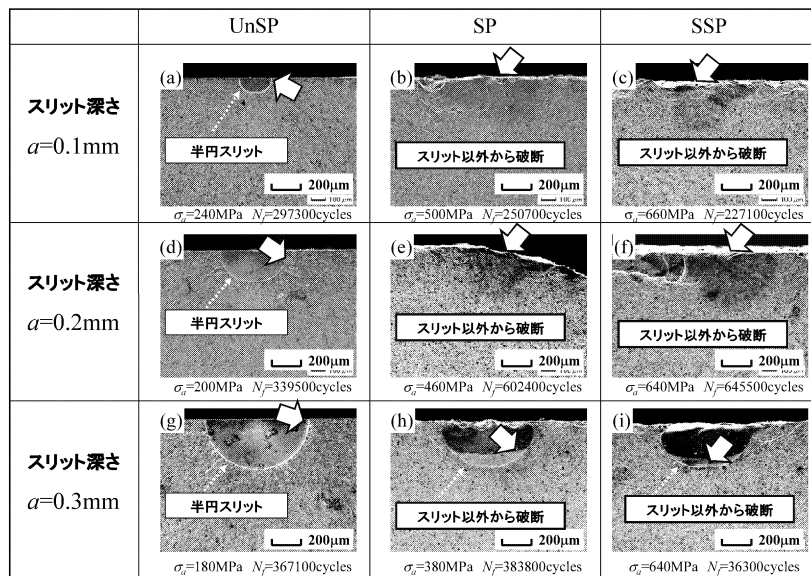 UnSP SP SSP
スリット深さ
a=0.1mm
(a)
半円スリット
200μm
σa=240MPa Nf=297300cycles
(b)
スリット以外から破断
200μm
100μm
σa=500MPa Nf=250700cycles
(c)
スリット以外から破断
200μm
100μm
σa=660MPa Nf=227100cycles
スリット深さ
a=0.2mm
(d)
半円スリット
200μm
100μm
σa=200MPa Nf=339500cycles
(e)
スリット以外から破断
200μm
100μm
σa=460MPa Nf=602400cycles
(f)
スリット以外から破断
200μm
100μm
σa=640MPa Nf=645500cycles
スリット深さ
a=0.3mm
(g)
半円スリット
200μm
σa=180MPa Nf=367100cycles
(h)
スリット以外から破断
200μm
σa=380MPa Nf=383800cycles
(i)
スリット以外から破断
200μm
σa=640MPa Nf=36300cycles